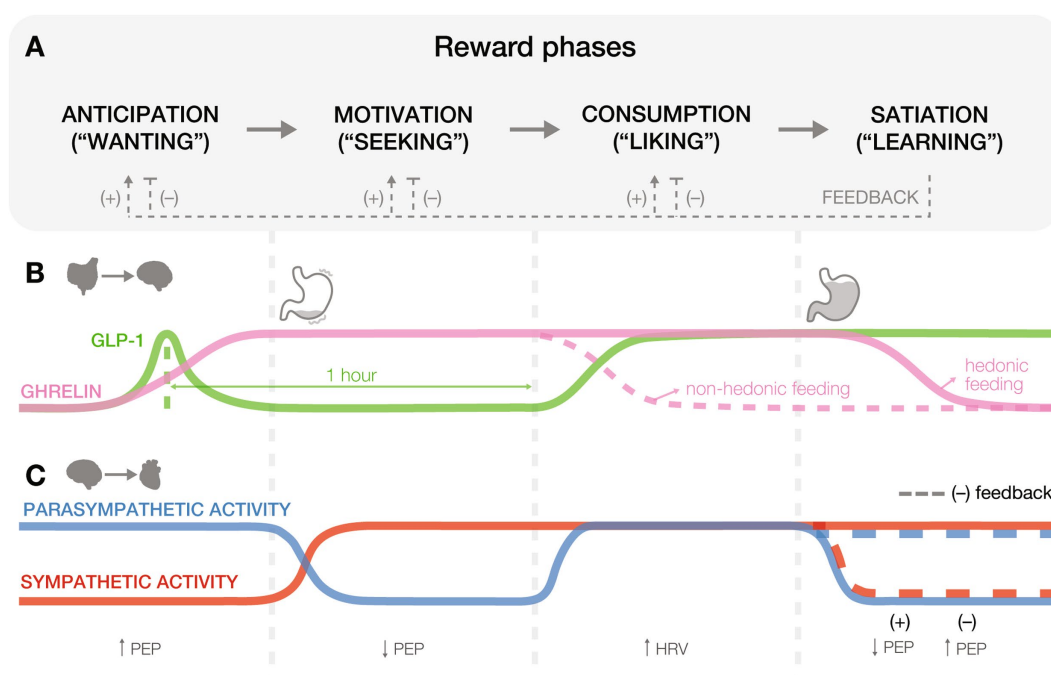 A
Reward phases
ANTICIPATION
(“WANTING”)
MOTIVATION
(“SEEKING”)
CONSUMPTION
(“LIKING”)
SATIATION
(“LEARNING”)
(+) (–)
(+) (–)
(+) (–)
FEEDBACK
B
GLP-1
GHRELIN
1 hour
non-hedonic feeding
hedonic
feeding
C
(–) feedback
PARASYMPATHETIC ACTIVITY
SYMPATHETIC ACTIVITY
(+) (–)
↑ PEP
↓ PEP
↑ HRV
↓ PEP
↑ PEP